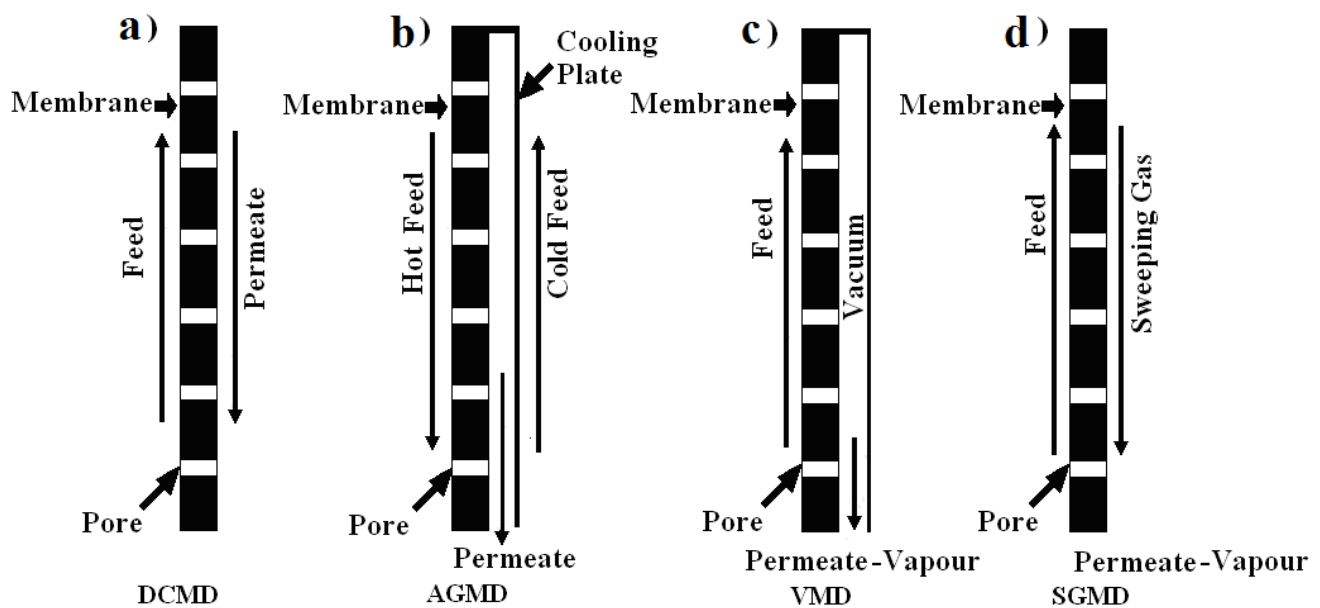 a)
Membrane
Feed
Permeate
Pore
DCMD
b)
Cooling
Plate
Membrane
Hot Feed
Cold Feed
Pore
Permeate
AGMD
c)
Membrane
Feed
Vacuum
Pore
Permeate-Vapour
VMD
d)
Membrane
Feed
Sweeping Gas
Pore
Permeate-Vapour
SGMD